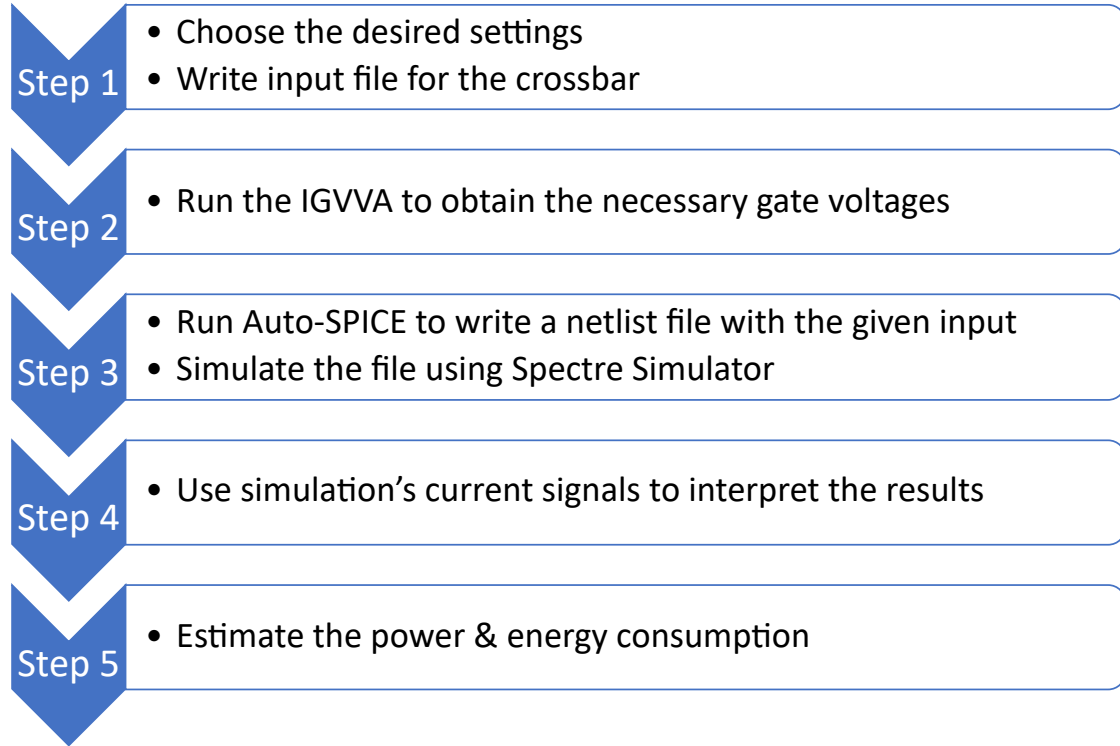 Step 1
• Choose the desired settings
• Write input file for the crossbar
Step 2
• Run the IGVVA to obtain the necessary gate voltages
Step 3
• Run Auto-SPICE to write a netlist file with the given input
• Simulate the file using Spectre Simulator
Step 4
• Use simulation’s current signals to interpret the results
Step 5
• Estimate the power & energy consumption